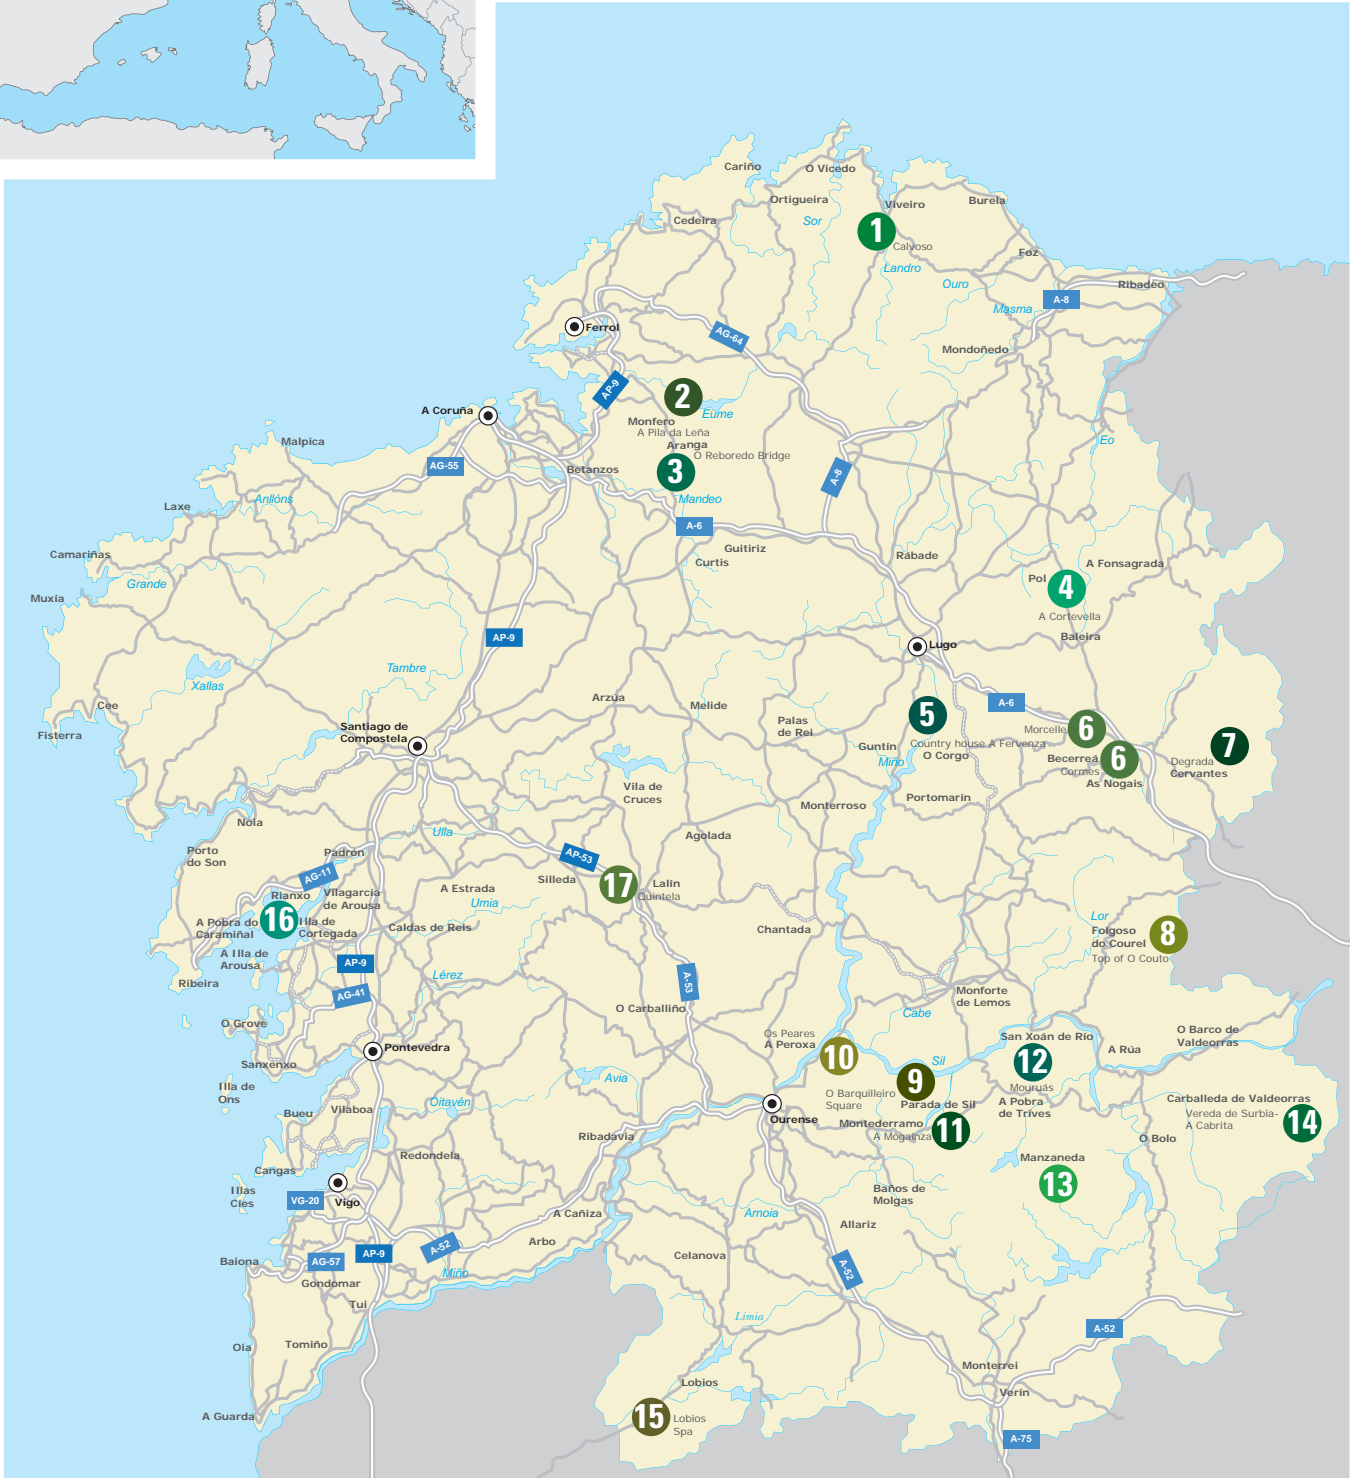 Cariño
O Vicedo
Ortigueira
Viveiro
Burela
Cedeira
Sor
1
Calvoso
Foz
Landro
Ouro
Ribadeo
A-8
Masma
Ferrol
AG-64
Mondoñedo
AP-9
2
A Coruña
Eume
Monfero
A Pila da Leña
Aranga
O Reboredo Bridge
Malpica
Eo
AG-55
Betanzos
3
A-8
Anllóns
Mandeo
Laxe
A-6
Camariñas
Guitiriz
Curtis
Rábade
A Fonsagrada
Grande
Pol
4
Muxía
A Cortevella
AP-9
Baleira
Lugo
Tambre
Xallas
Arzúa
Melide
A-6
Cee
5
Palas
de Rei
Fisterra
Santiago de
Compostela
Morcelle
6
Guntín
Country house A Fervenza
7
Miño
O Corgo
Becerreá
6
Cormes
As Nogais
Degrada
Cervantes
Vila de
Cruces
Portomarín
Monterroso
Noia
Ulla
Agolada
Porto
do Son
Padrón
AP-53
AG-11
Silleda
17
Lalín
Quintela
Rianxo
Vilagarcia
de Arousa
A Estrada
Umia
16
A Pobra do
Caramiñal
Illa de
Cortegada
Caldas de Reis
Chantada
Lor
Folgoso
do Courel
8
Top of O Couto
A Illa de
Arousa
AP-9
Ribeira
Lérez
A-53
AG-41
Monforte
de Lemos
O Carballiño
Cabe
O Grove
Os Peares
A Peroxa
San Xoán de Río
O Barco de
Valdeorras
Pontevedra
10
A Rúa
Sanxenxo
Sil
12
Avia
9
Mouruás
Illa de
Ons
O Barquilleiro
Square
Parada de Sil
A Pobra
de Trives
Carballeda de Valdeorras
Oitavén
Bueu
Vilaboa
Ourense
Vereda de Surbia-
A Cabrita
14
Montederramo
A Mogainza
11
Ribadavia
O Bolo
Redondela
Manzaneda
Cangas
13
Illas
Cíes
VG-20
Vigo
Baños de
Molgas
A Cañiza
Arnoia
Allariz
Arbo
A-52
Baiona
AG-57
AP-9
Celanova
A-52
Miño
Gondomar
Tui
Limia
A-52
Oia
Tomiño
Monterrei
Lobios
Verín
A Guarda
15
Lobios
Spa
A-75